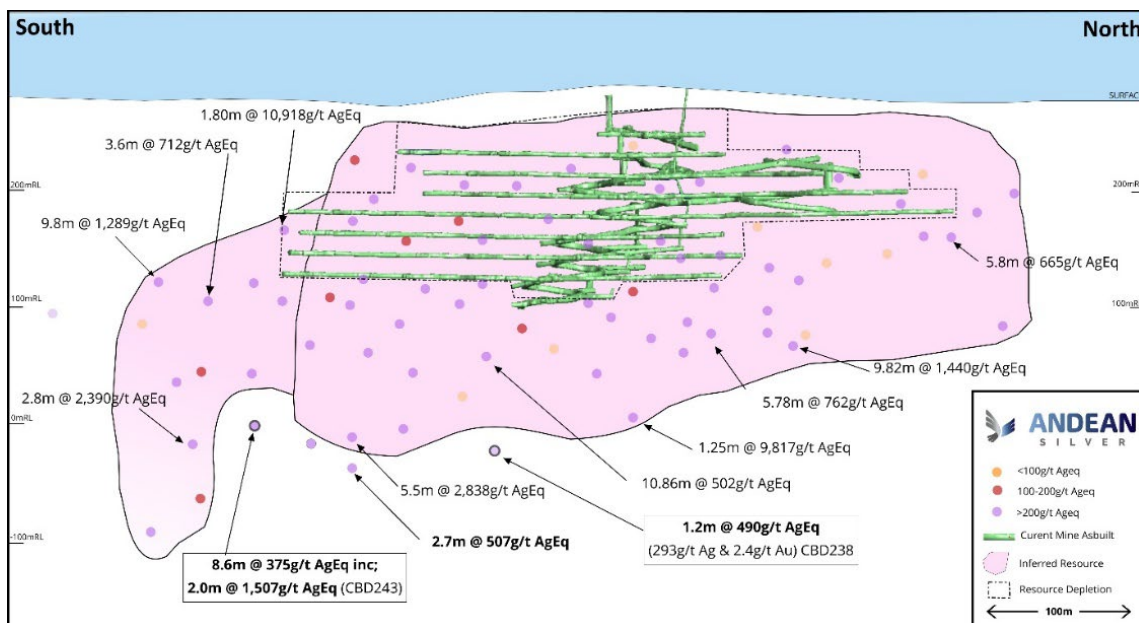 South
North
SURFAC
1.80m @ 10,918g/t AgEq
3.6m @ 712g/t AgEq
200mRL
200mRL
9.8m @ 1,289g/t AgEq
5.8m @ 665g/t AgEq
100mRL
100mRL
9.82m @ 1,440g/t AgEq
2.8m @ 2,390g/t AgEq
5.78m @ 762g/t AgEq
0mRL
1.25m @ 9,817g/t AgEq
10.86m @ 502g/t AgEq
5.5m @ 2,838g/t AgEq
2.7m @ 507g/t AgEq
1.2m @ 490g/t AgEq
(293g/t Ag & 2.4g/t Au) CBD238
-100mRL
8.6m @ 375g/t AgEq inc;
2.0m @ 1,507g/t AgEq (CBD243)
ANDEAN
SILVER
<100g/t Ageq
100-200g/t Ageq
>200g/t Ageq
Curent Mine Asbuilt
Inferred Resource
Resource Depletion
100m